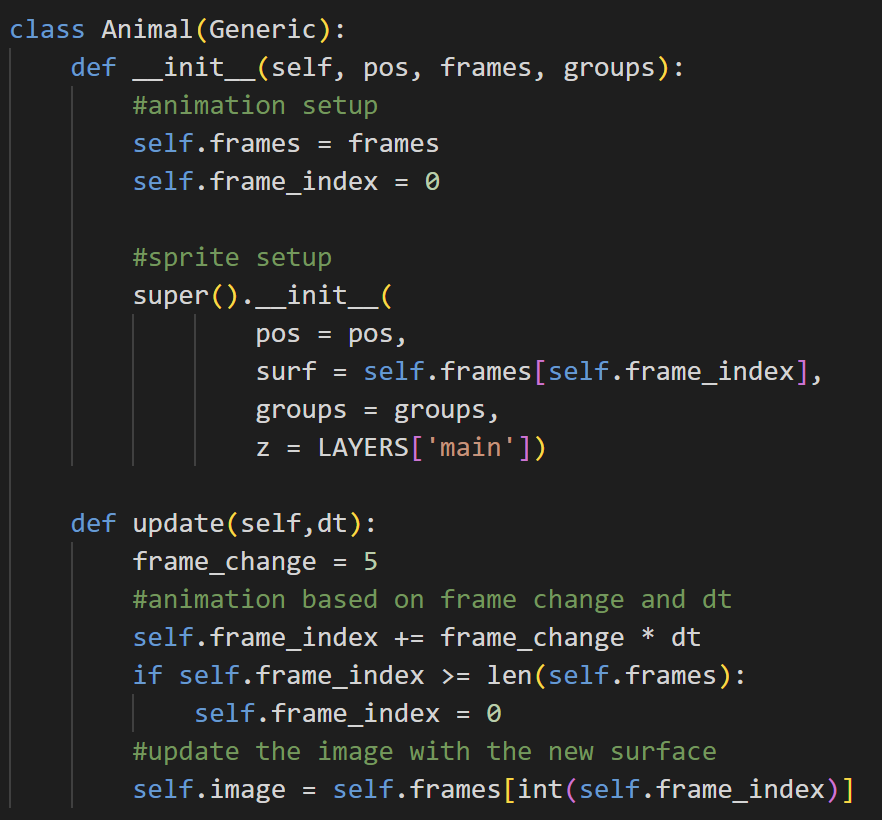 class Animal(Generic):
    def __init__(self, pos, frames, groups):
        #animation setup
        self.frames = frames
        self.frame_index = 0

        #sprite setup
        super().__init__(
                pos = pos,
                surf = self.frames[self.frame_index],
                groups = groups,
                z = LAYERS['main'])

    def update(self,dt):
        frame_change = 5
        #animation based on frame change and dt
        self.frame_index += frame_change * dt
        if self.frame_index >= len(self.frames):
            self.frame_index = 0
        #update the image with the new surface
        self.image = self.frames[int(self.frame_index)]